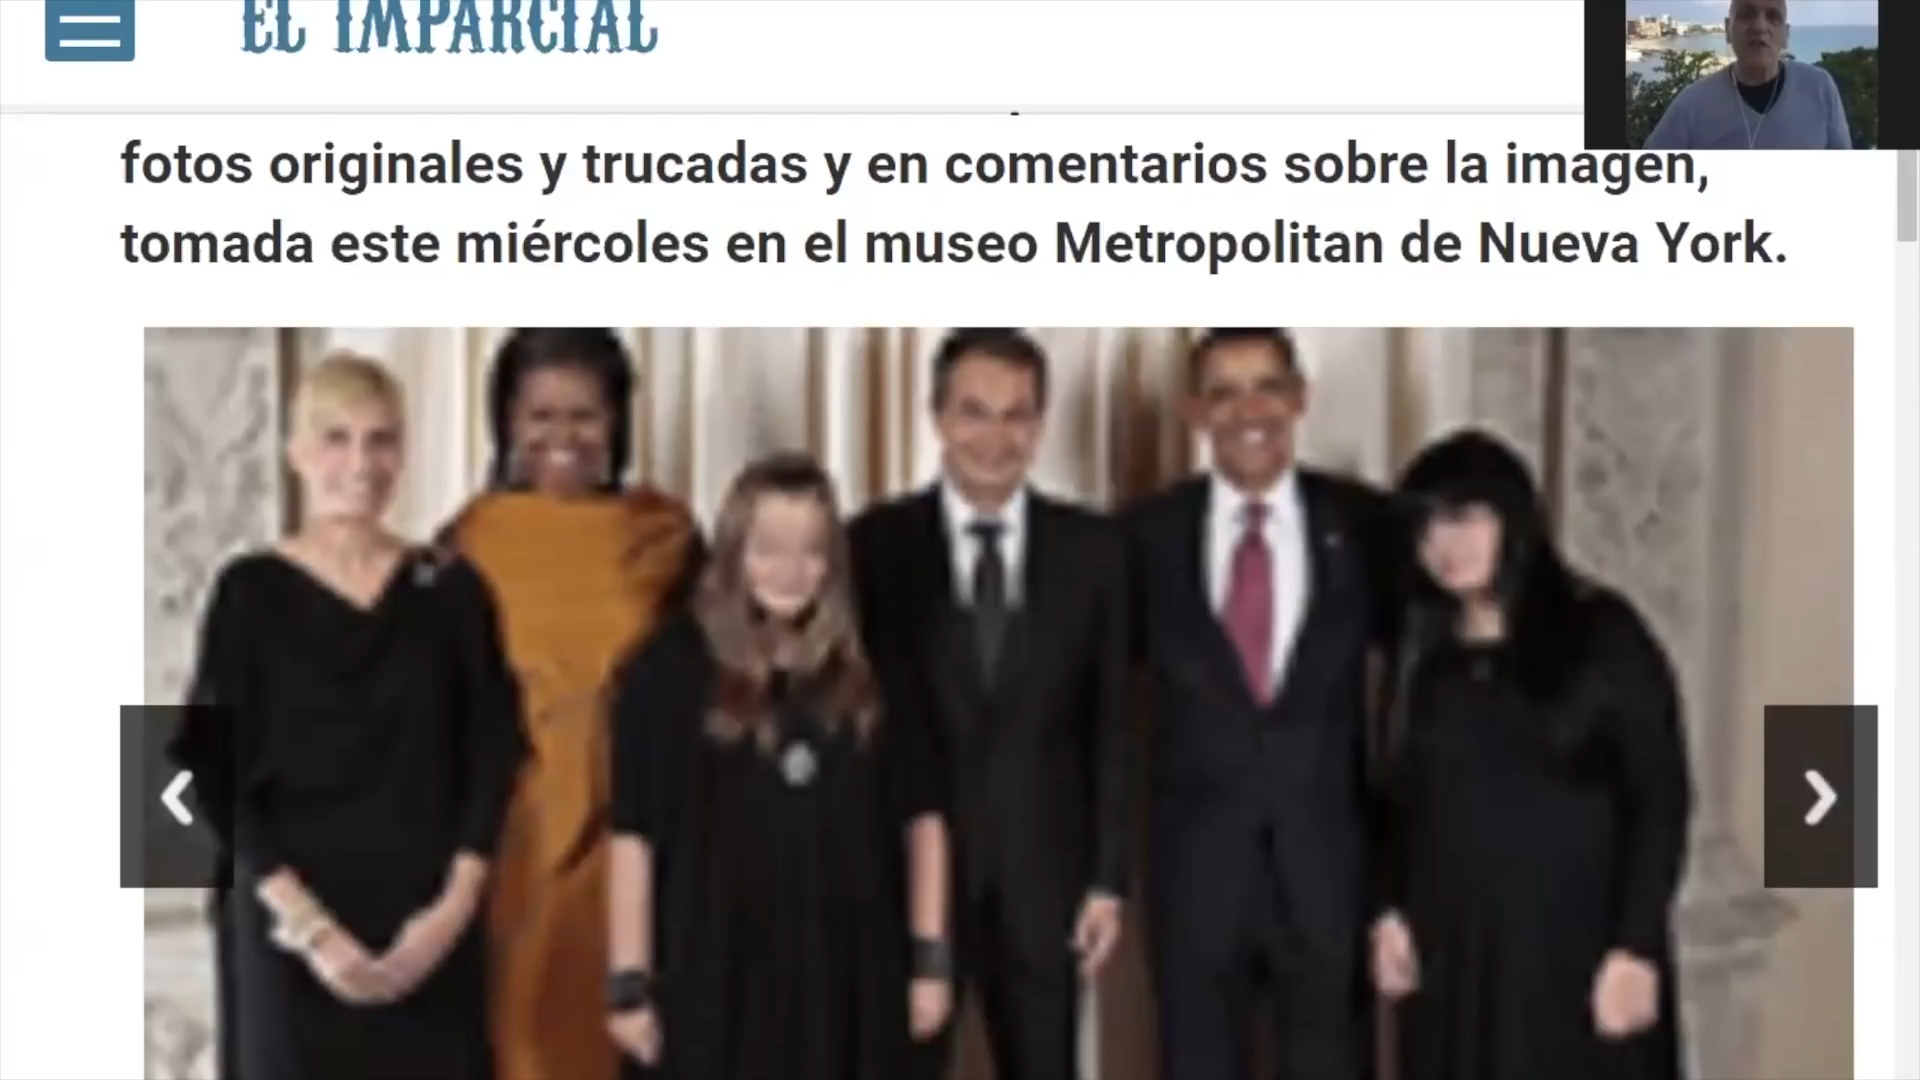 EL IMPARCIAL
fotos originales y trucadas y en comentarios sobre la imagen,
tomada este miércoles en el museo Metropolitan de Nueva York.